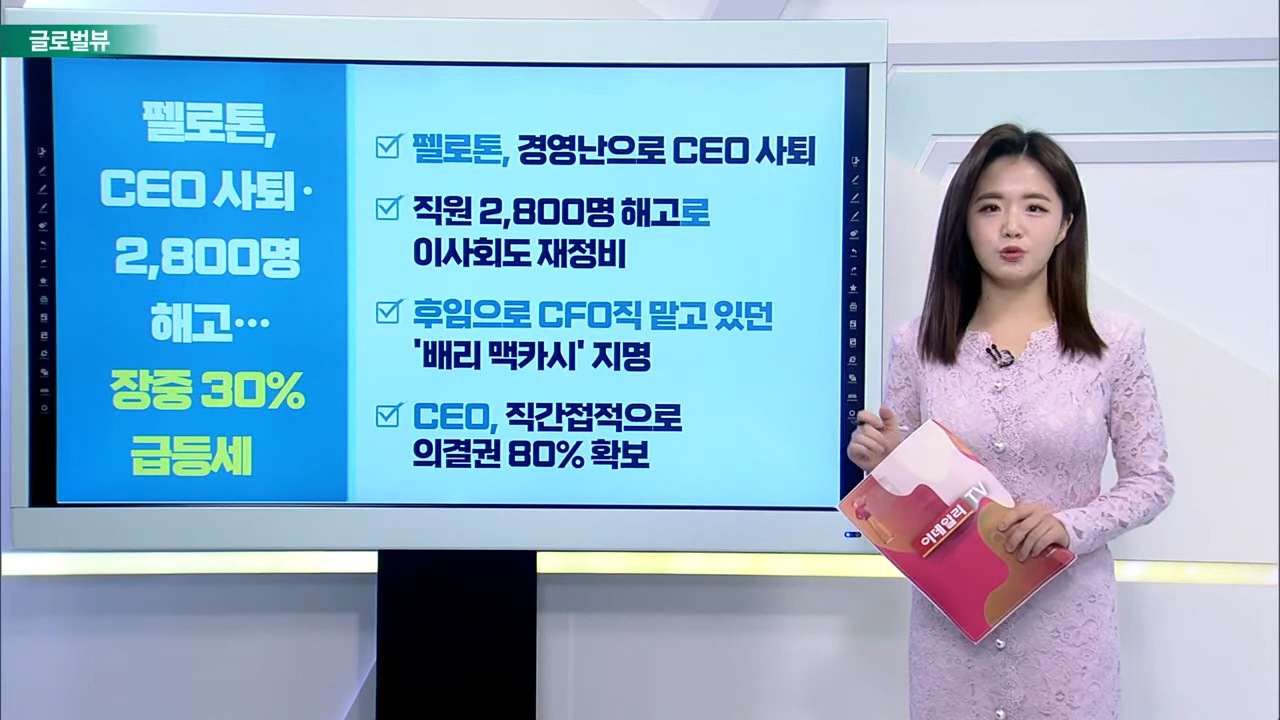 글로벌뷰
펠로톤,
CEO 사퇴·
2,800명
해고…
장중 30%
급등세
펠로톤, 경영난으로 CEO 사퇴
직원 2,800명 해고로
이사회도 재정비
후임으로 CFO직 맡고 있던
'배리 맥카시' 지명
CEO, 직간접적으로
의결권 80% 확보
이데일리 TV